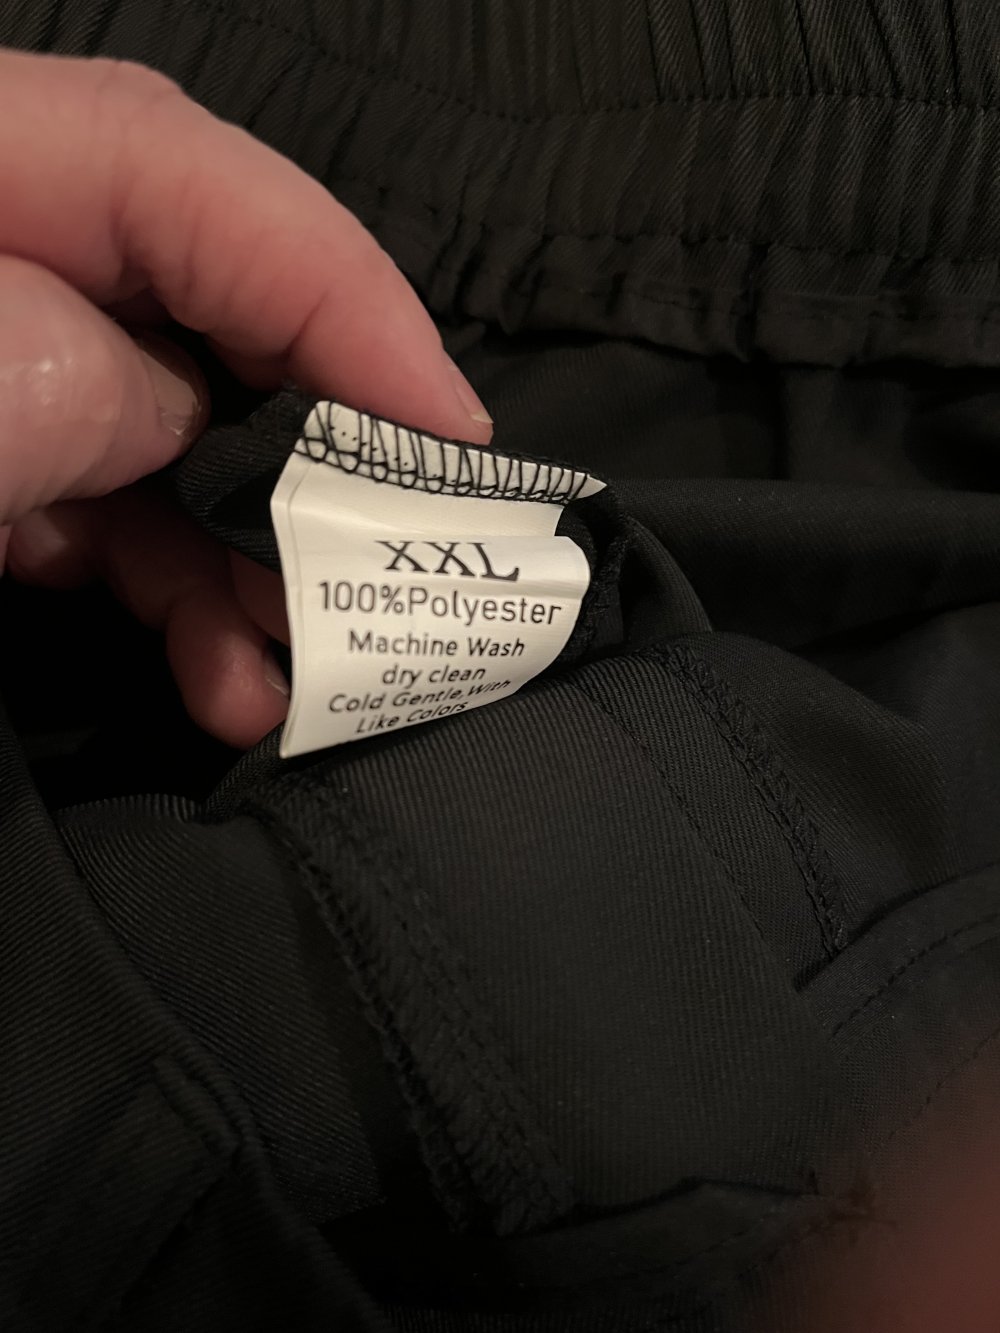 XXL
100%Polyester
Machine Wash
dry clean
Cold Gentle,With
Like Colors